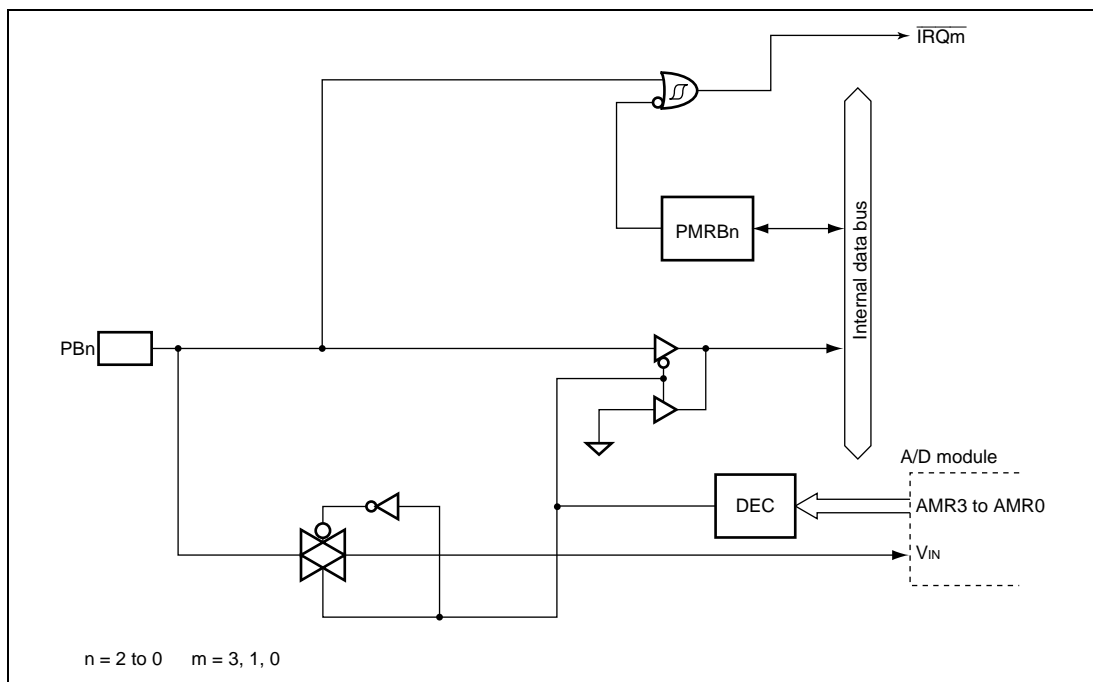 IRQm
PMRBn
Internal data bus
PBn
A/D module
DEC
AMR3 to AMR0
VIN
n = 2 to 0 m = 3, 1, 0